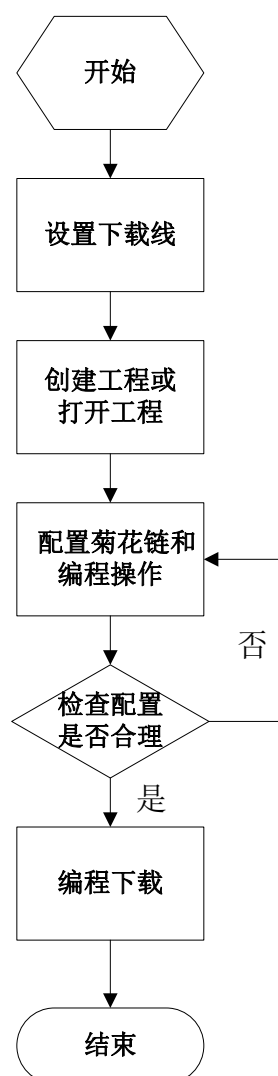 开始
设置下载线
创建工程或
打开工程
配置菊花链和
编程操作
否
检查配置
是否合理
是
编程下载
结束